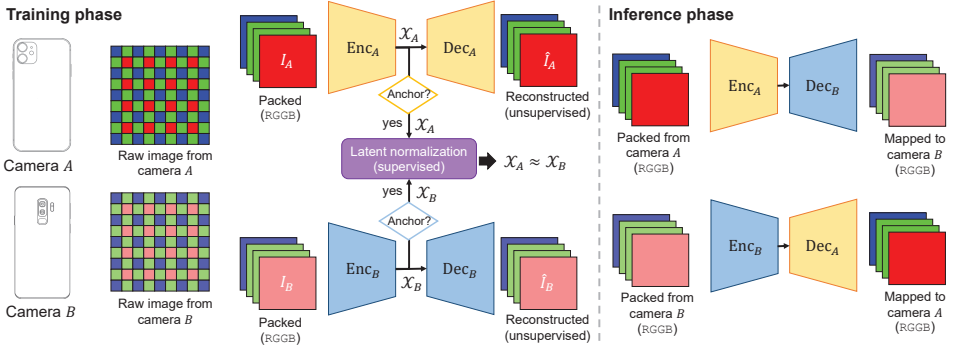 Training phase
Camera A
Raw image from
camera A
Camera B
Raw image from
camera B
I_A
Packed
(RGGB)
Enc_A
𝒳_A
Dec_A
Î_A
Reconstructed
(unsupervised)
Anchor?
yes
𝒳_A
Latent normalization
(supervised)
𝒳_A ≈ 𝒳_B
yes
𝒳_B
Anchor?
I_B
Packed
(RGGB)
Enc_B
𝒳_B
Dec_B
Î_B
Reconstructed
(unsupervised)
Inference phase
Packed from
camera A
(RGGB)
Enc_A
Dec_B
Mapped to
camera B
(RGGB)
Packed from
camera B
(RGGB)
Enc_B
Dec_A
Mapped to
camera A
(RGGB)